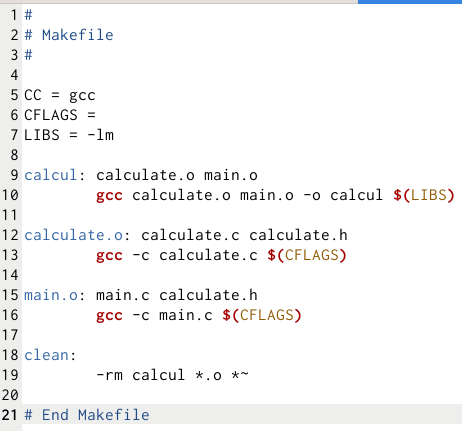 1 #
2 # Makefile
3 #
4
5 CC = gcc
6 CFLAGS =
7 LIBS = -lm
8
9 calcul: calculate.o main.o
10 gcc calculate.o main.o -o calcul $(LIBS)
11
12 calculate.o: calculate.c calculate.h
13 gcc -c calculate.c $(CFLAGS)
14
15 main.o: main.c calculate.h
16 gcc -c main.c $(CFLAGS)
17
18 clean:
19 -rm calcul *.o *~
20
21 # End Makefile